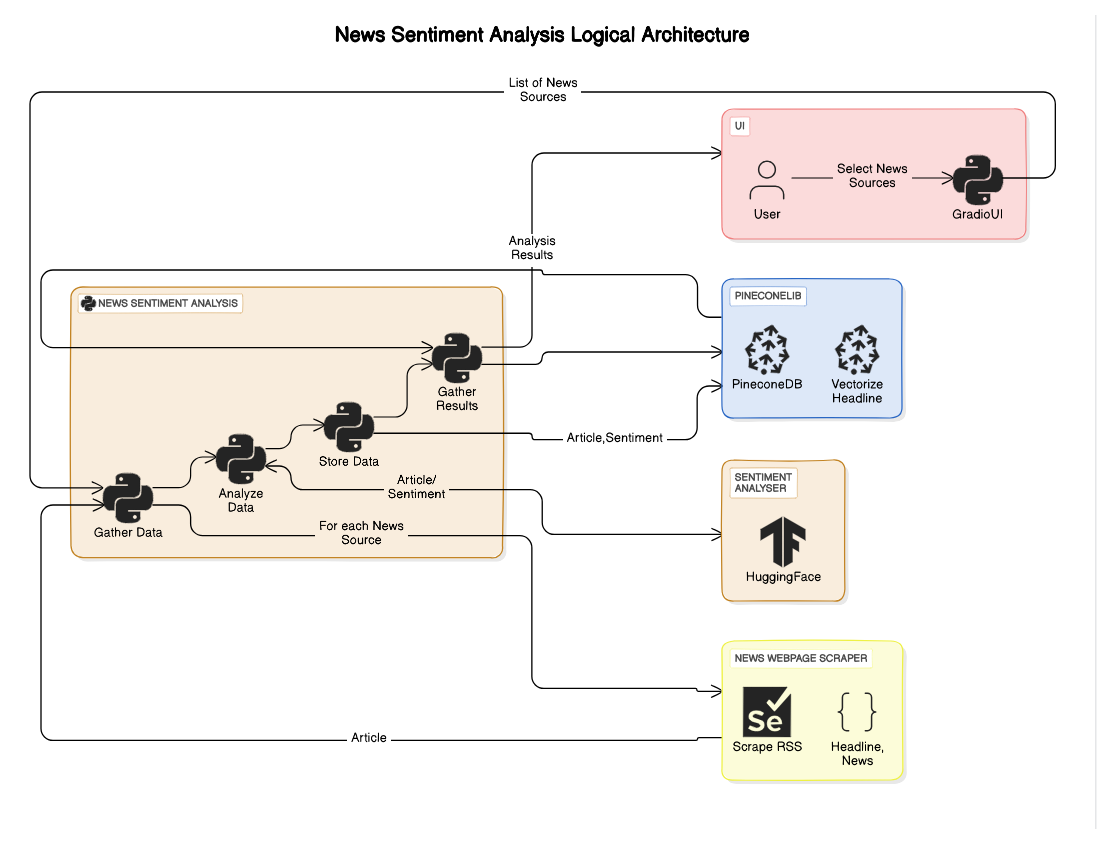 News Sentiment Analysis Logical Architecture
List of News
Sources
UI
Select News
Sources
User
GradioUI
Analysis
Results
NEWS SENTIMENT ANALYSIS
PINECONELIB
Gather
Results
PineconeDB
Vectorize
Headline
Store Data
Article,Sentiment
Analyze
Data
Article/
Sentiment
SENTIMENT
ANALYSER
Gather Data
For each News
Source
HuggingFace
NEWS WEBPAGE SCRAPER
Se
{ }
Scrape RSS
Headline,
News
Article